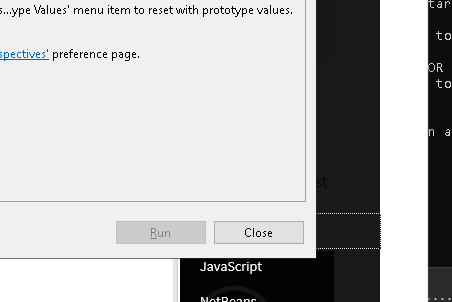 s...ype Values' menu item to reset with prototype values.
spectives' preference page.
Run
Close
JavaScript
NetBeans
st
tar
to
OR
to
n a